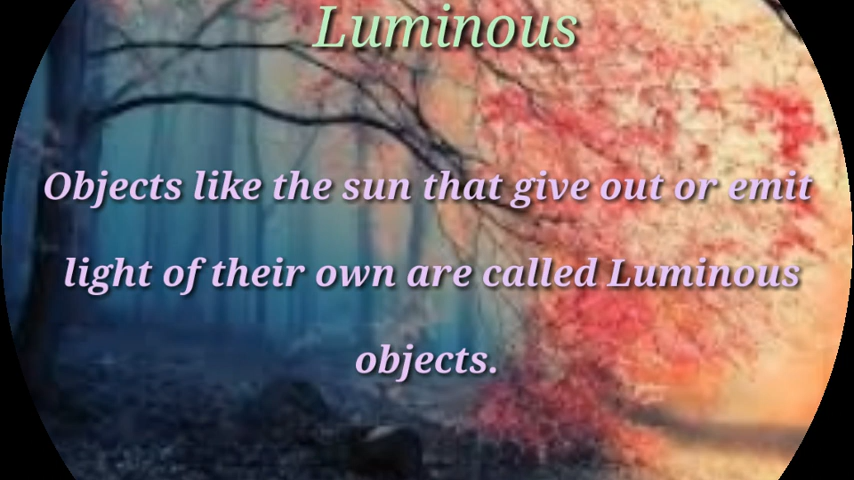 Luminous
Objects like the sun that give out or emit
light of their own are called Luminous
objects.